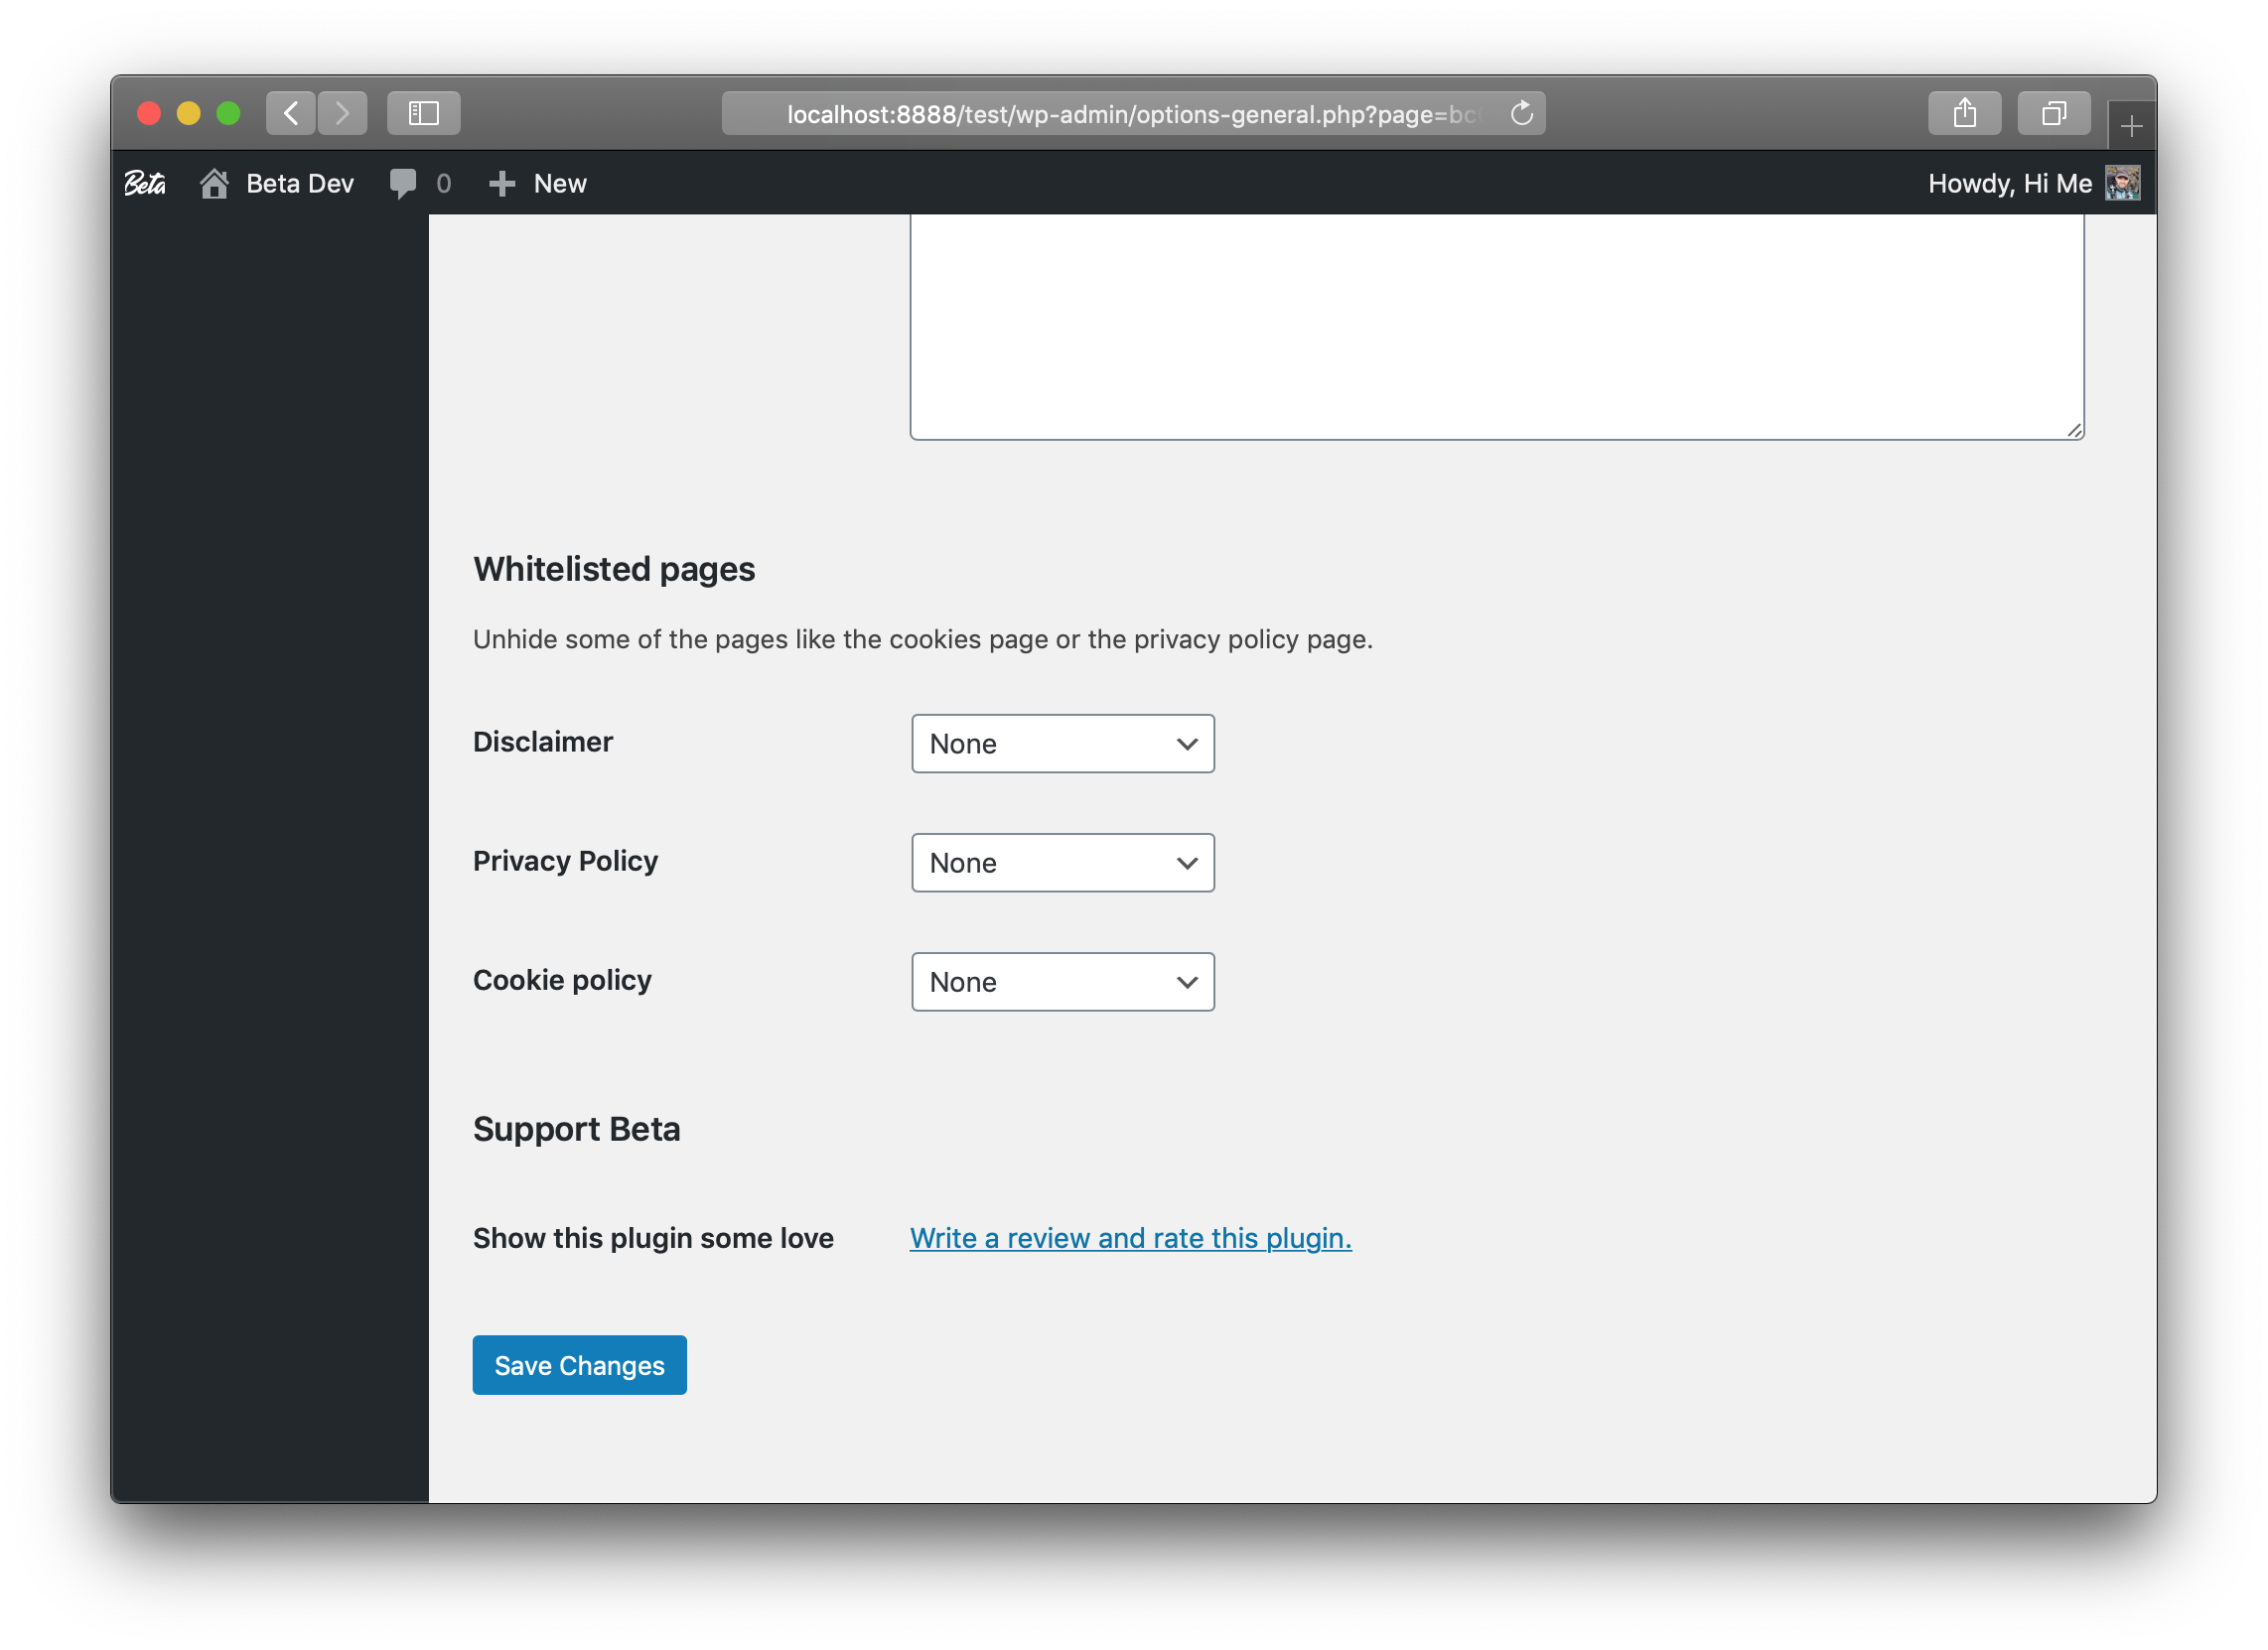 localhost:8888/test/wp-admin/options-general.php?page=bc
Beta Beta Dev 0 New Howdy, Hi Me
Whitelisted pages
Unhide some of the pages like the cookies page or the privacy policy page.
Disclaimer None
Privacy Policy None
Cookie policy None
Support Beta
Show this plugin some love Write a review and rate this plugin.
Save Changes